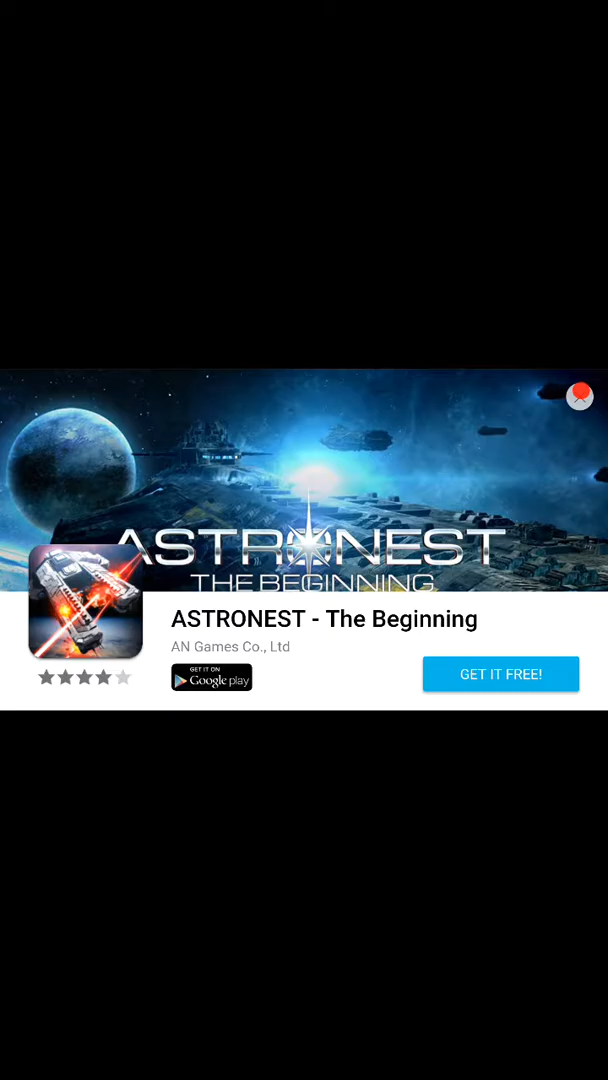 ASTRONEST
THE BEGINNING
ASTRONEST - The Beginning
AN Games Co., Ltd
GET IT ON
Google play
GET IT FREE!